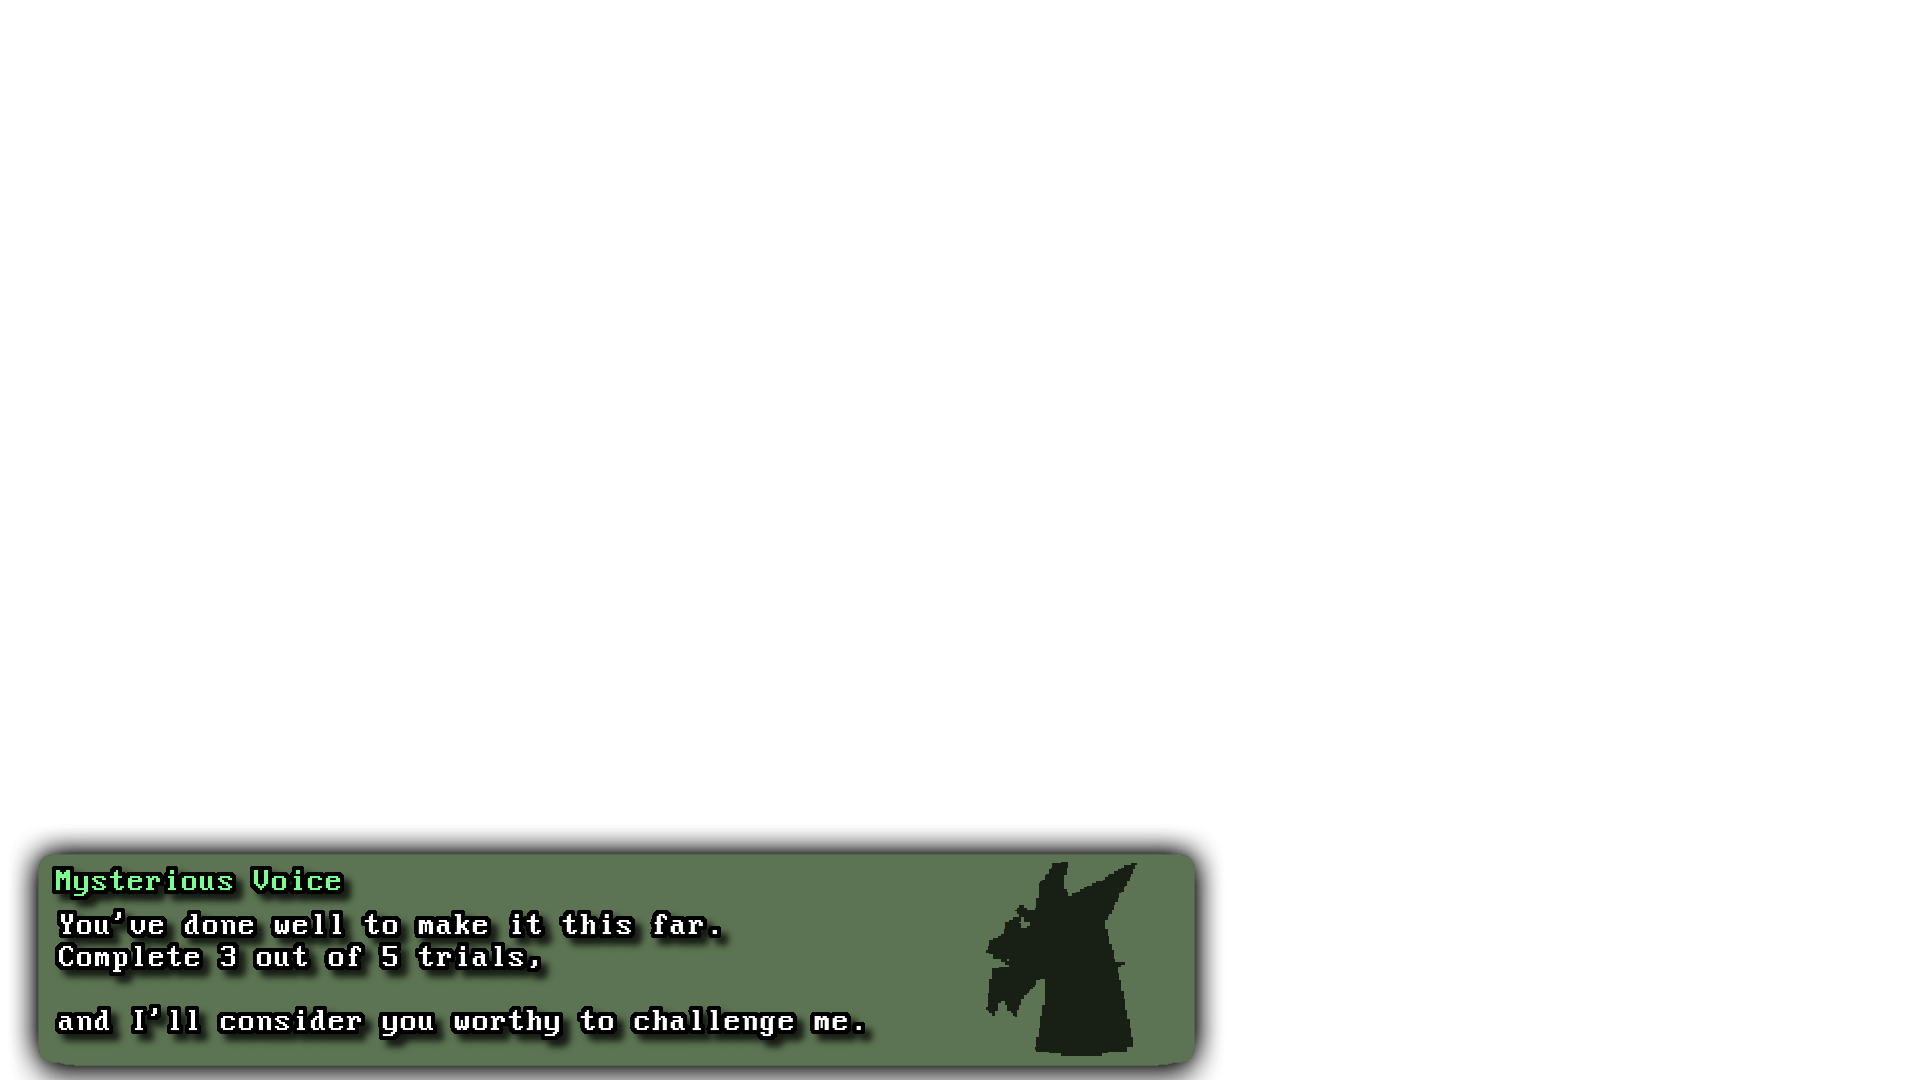 Mysterious Voice
You've done well to make it this far.
Complete 3 out of 5 trials,
and I'll consider you worthy to challenge me.